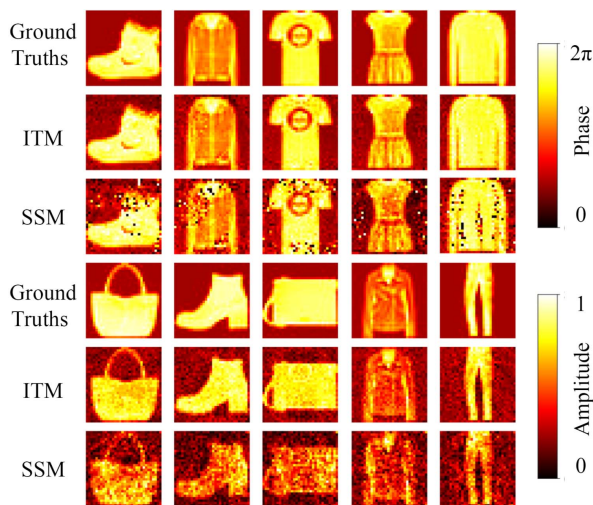 Ground
Truths
ITM
SSM
Ground
Truths
ITM
SSM
2π
Phase
0
1
Amplitude
0